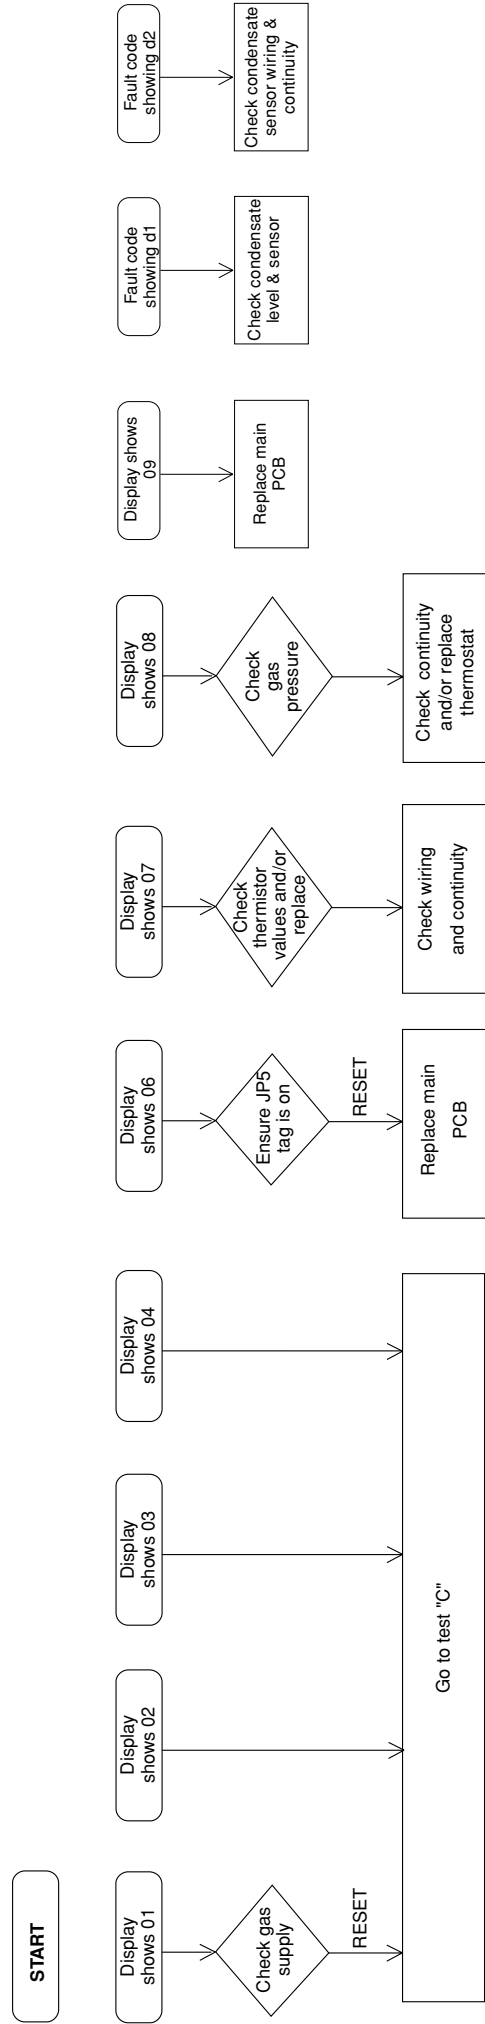 START
Display
shows 01
Check gas
supply
RESET
Display
shows 02
Display
shows 03
Display
shows 04
Go to test "C"
Display
shows 06
Ensure JP5
tag is on
RESET
Replace main
PCB
Display
shows 07
Check
thermistor
values and/or
replace
Check wiring
and continuity
Display
shows 08
Check
gas
pressure
Check continuity
and/or replace
thermostat
Display shows
09
Replace main
PCB
Fault code
showing d1
Check condensate
level & sensor
Fault code
showing d2
Check condensate
sensor wiring &
continuity